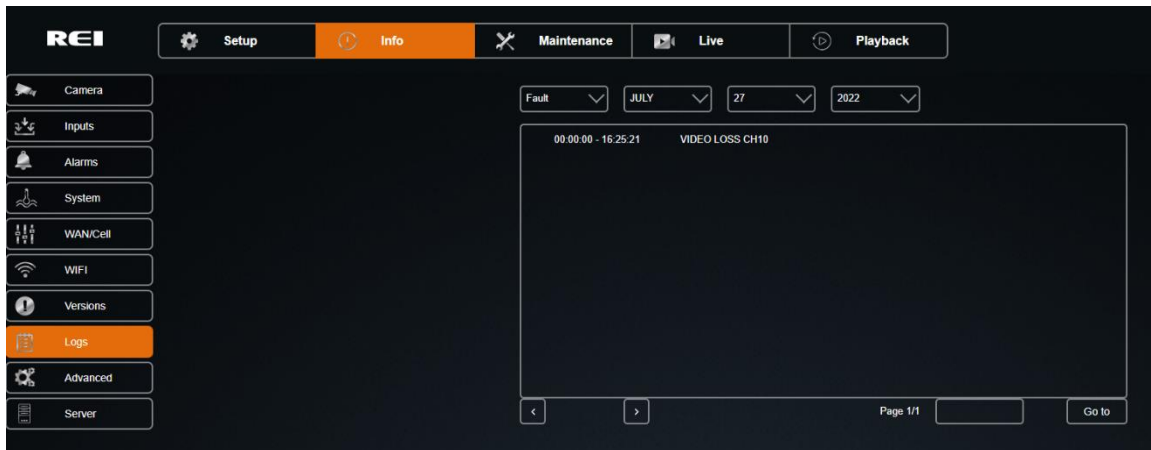 REI
Setup
Info
Maintenance
Live
Playback
Camera
Inputs
Alarms
System
WAN/Cell
WIFI
Versions
Logs
Advanced
Server
Fault JULY 27 2022
00:00:00 - 16:25:21 VIDEO LOSS CH10
< > Page 1/1 Go to